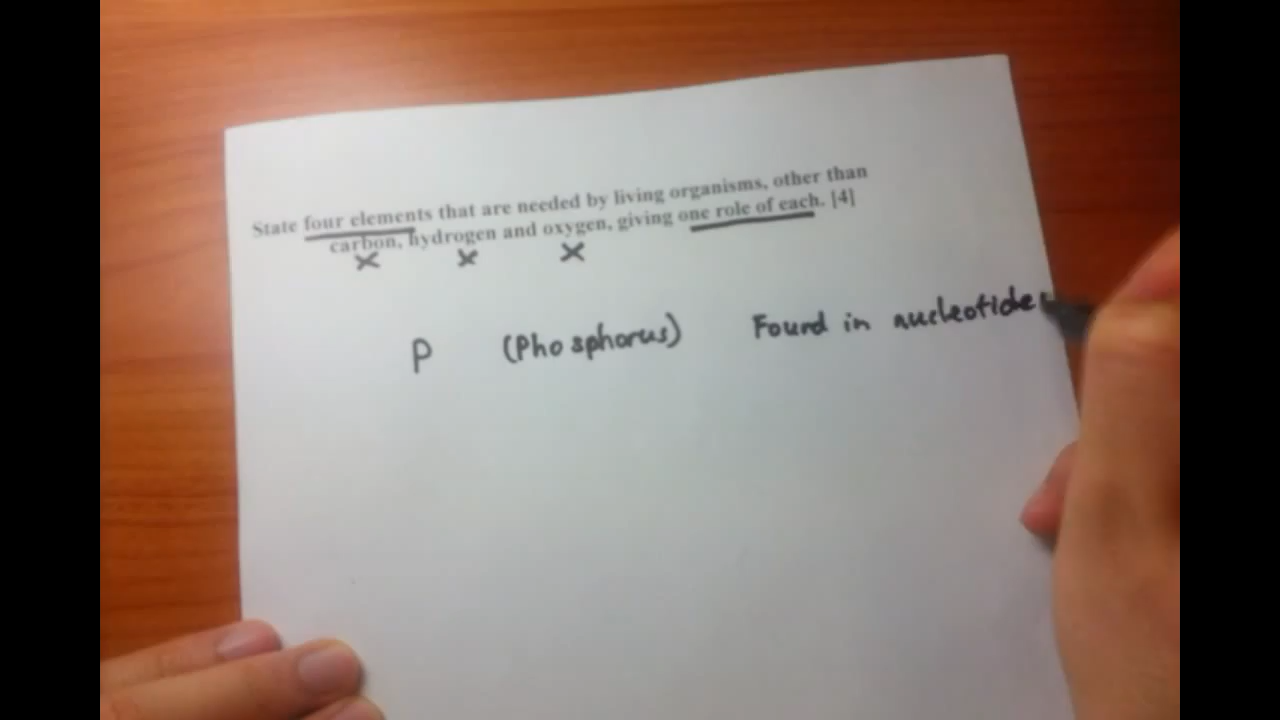 State four elements that are needed by living organisms, other than
carbon, hydrogen and oxygen, giving one role of each. [4]
P (Phosphorus) Found in nucleotides